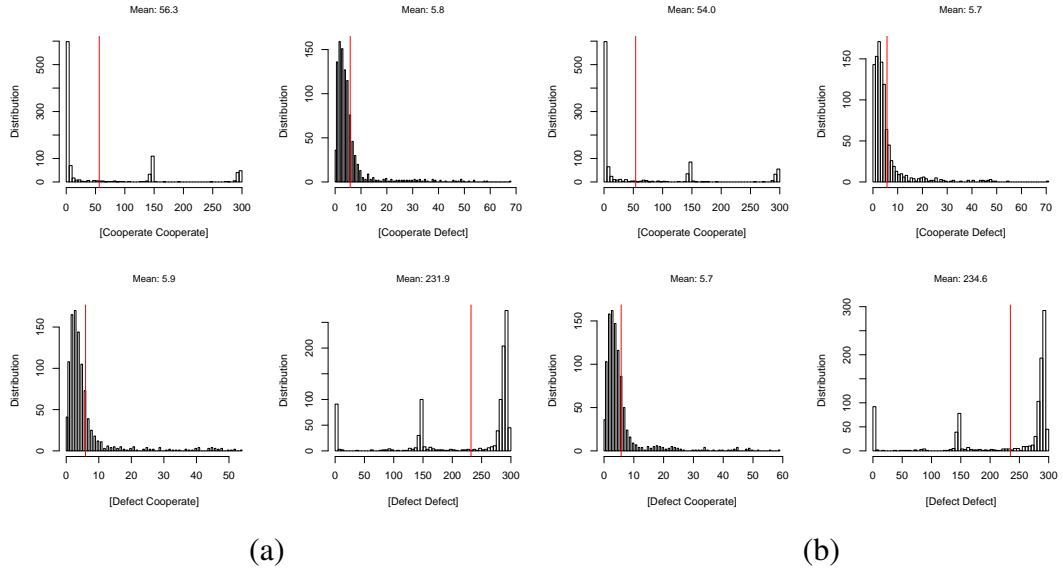 Mean: 56.3
Distribution
0 100 300 500
0 50 100 150 200 250 300
[Cooperate Cooperate]
Mean: 5.8
Distribution
0 50 100 150
0 10 20 30 40 50 60 70
[Cooperate Defect]
Mean: 54.0
Distribution
0 100 300 500
0 50 100 150 200 250 300
[Cooperate Cooperate]
Mean: 5.7
Distribution
0 50 100 150
0 10 20 30 40 50 60 70
[Cooperate Defect]
Mean: 5.9
Distribution
0 50 100 150
0 10 20 30 40 50
[Defect Cooperate]
Mean: 231.9
Distribution
0 50 100 200
0 50 100 150 200 250 300
[Defect Defect]
Mean: 5.7
Distribution
0 50 100 150
0 10 20 30 40 50 60
[Defect Cooperate]
Mean: 234.6
Distribution
0 50 100 200 300
0 50 100 150 200 250 300
[Defect Defect]
(a)
(b)